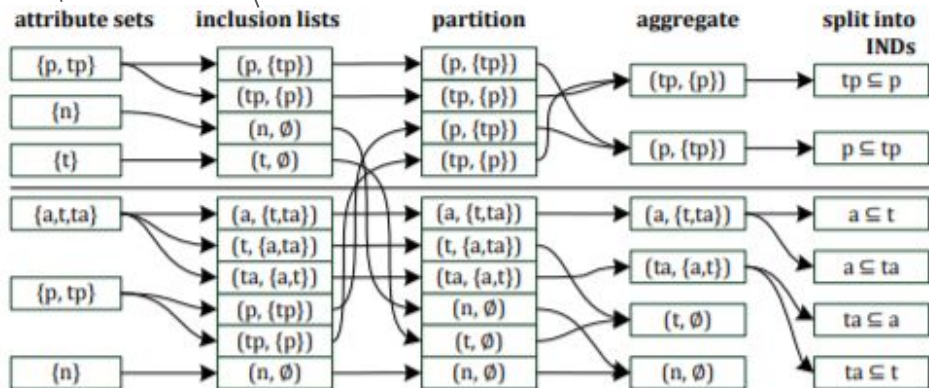 attribute sets inclusion lists partition aggregate split into INDs
{p, tp} (p, {tp}) (p, {tp}) (tp, {p}) tp ⊆ p
(tp, {p}) (tp, {p})
{n} (n, Ø) (p, {tp}) (p, {tp}) p ⊆ tp
{t} (t, Ø) (tp, {p})
{a,t,ta} (a, {t,ta}) (a, {t,ta}) (a, {t,ta}) a ⊆ t
(t, {a,ta}) (t, {a,ta})
(ta, {a,t}) (ta, {a,t}) (ta, {a,t}) a ⊆ ta
{p, tp} (p, {tp}) (n, Ø) (t, Ø) ta ⊆ a
(tp, {p}) (t, Ø)
{n} (n, Ø) (n, Ø) (n, Ø) ta ⊆ t